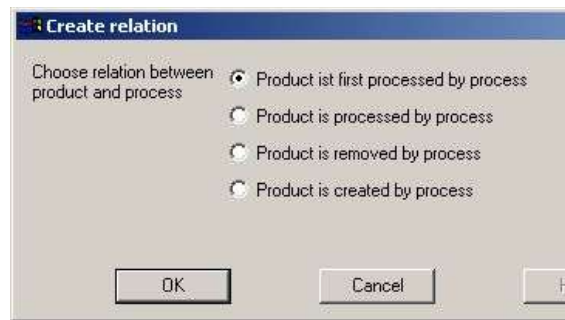 Create relation
Choose relation between
product and process
Product ist first processed by process
Product is processed by process
Product is removed by process
Product is created by process
OK
Cancel